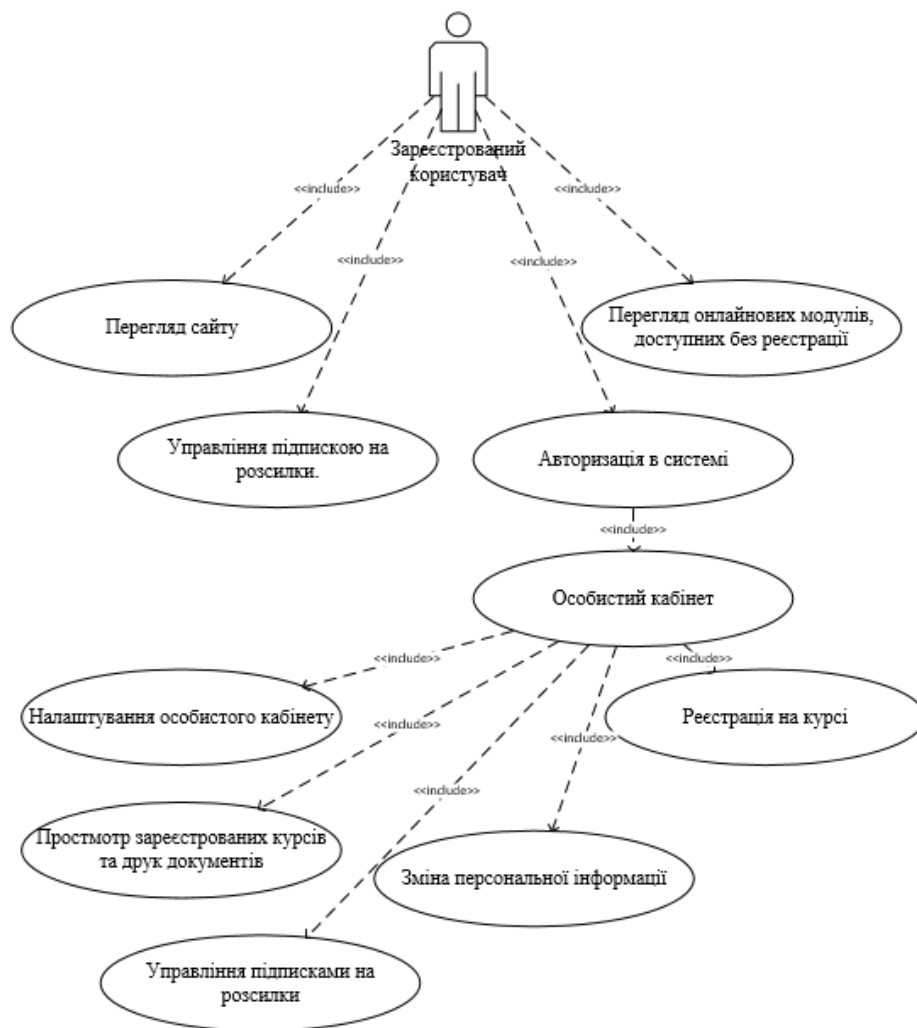 Зареєстрований
користувач
<<include>>
<<include>>
<<include>>
<<include>>
Перегляд сайту
Перегляд онлайнових модулів,
доступних без реєстрації
Управління підпискою на
розсилки.
Авторизація в системі
<<include>>
Особистий кабінет
<<include>>
<<include>>
<<include>>
<<include>>
<<include>>
Налаштування особистого кабінету
Реєстрація на курсі
Простмотр зареєстрованих курсів
та друк документів
Зміна персональної інформації
Управління підписками на
розсилки